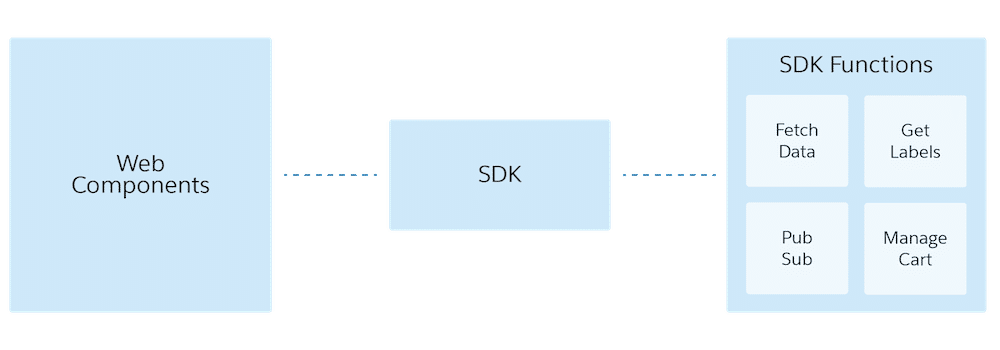 Web
Components
SDK
SDK Functions
Fetch
Data
Get
Labels
Pub
Sub
Manage
Cart